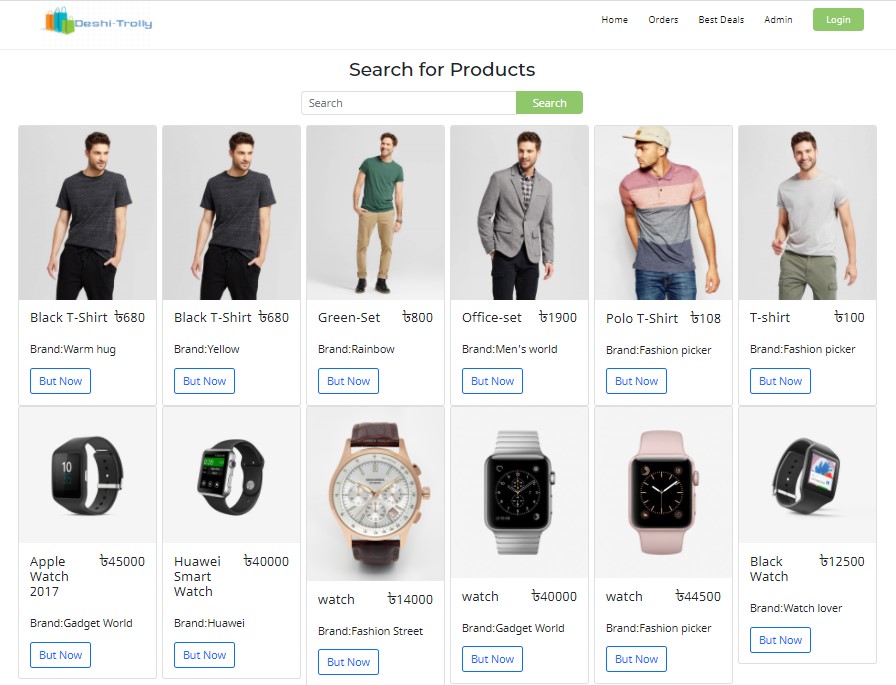 Deshi-Trolly
Home Orders Best Deals Admin Login
Search for Products
Search Search
Black T-Shirt ৳680
Brand:Warm hug
But Now
Black T-Shirt ৳680
Brand:Yellow
But Now
Green-Set ৳800
Brand:Rainbow
But Now
Office-set ৳1900
Brand:Men's world
But Now
Polo T-Shirt ৳108
Brand:Fashion picker
But Now
T-shirt ৳100
Brand:Fashion picker
But Now
10
Apple ৳45000
Watch
2017
Brand:Gadget World
But Now
Huawei ৳40000
Smart
Watch
Brand:Huawei
But Now
watch ৳14000
Brand:Fashion Street
But Now
watch ৳40000
Brand:Gadget World
But Now
watch ৳44500
Brand:Fashion picker
But Now
Black ৳12500
Watch
Brand:Watch lover
But Now